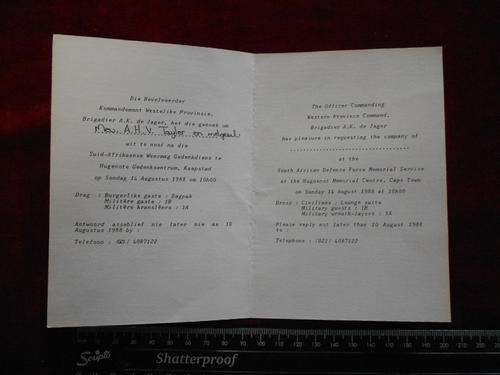 Die Bevelvoerder
Kommandement Westelike Provinsie,
Brigadier A.K. de Jager, het die genoeë om
Mev. A.H.V. Taylor en metgesel
uit te nooi na die
Suid-Afrikaanse Weermag Gedenkdiens te
Hugenote Gedenksentrum, Kaapstad
op Sondag 14 Augustus 1988 om 10h00
Drag : Burgerlike gaste : Dagpak
Militêre gaste : 1B
Militêre kranslêers : 1A
Antwoord asseblief nie later nie as 10
Augustus 1988 by :
Telefoon : 021/ 4087122
The Officer Commanding
Western Province Command,
Brigadier A.K. de Jager
has pleasure in requesting the company of
at the
South African Defence Force Memorial Service
at the Huguenot Memorial Centre, Cape Town
on Sunday 14 August 1988 at 10h00
Dress : Civilians : Lounge suits
Military guests : 1B
Military wreath-layers : 1A
Please reply not later than 10 August 1988
to :
Telephone : (021/ 4087122
Scripts Shatterproof